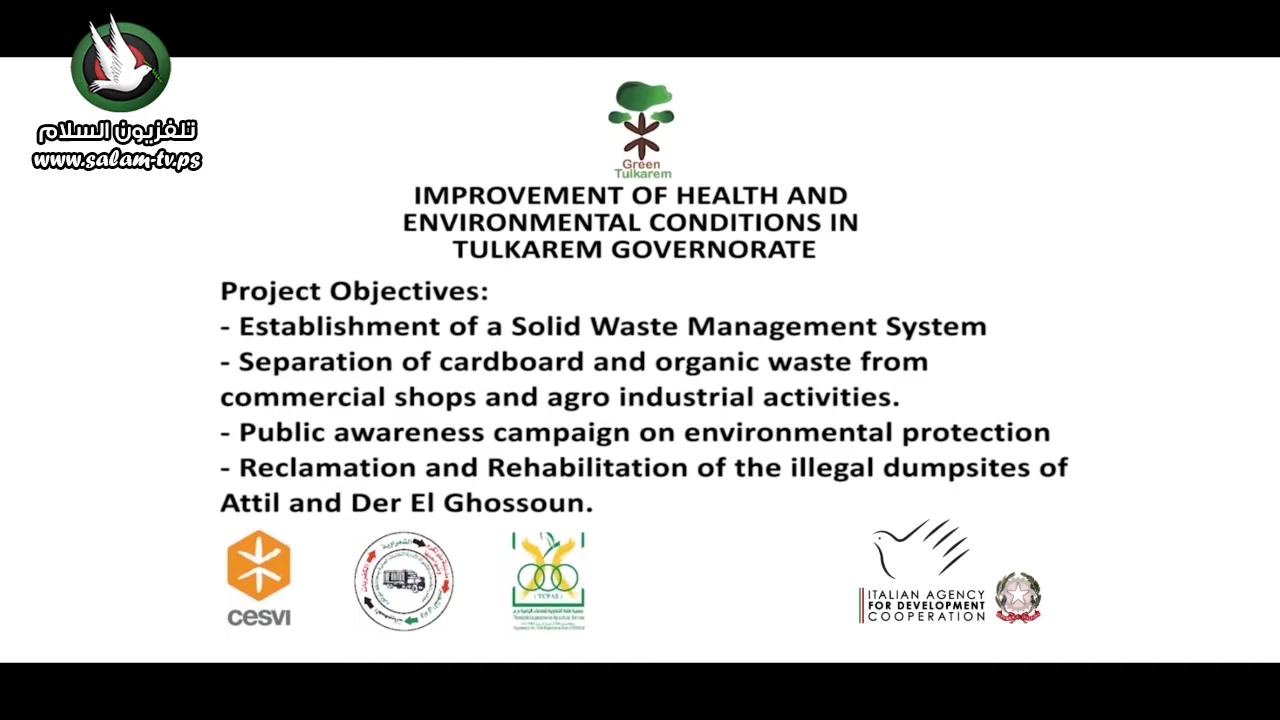 تلفزيون السلام
www.salam-tv.ps
Green
Tulkarem
IMPROVEMENT OF HEALTH AND
ENVIRONMENTAL CONDITIONS IN
TULKAREM GOVERNORATE
Project Objectives:
- Establishment of a Solid Waste Management System
- Separation of cardboard and organic waste from
commercial shops and agro industrial activities.
- Public awareness campaign on environmental protection
- Reclamation and Rehabilitation of the illegal dumpsites of
Attil and Der El Ghossoun.
cesvi
الشعراوية
الكفريات
(TCFAS)
ITALIAN AGENCY
FOR DEVELOPMENT
COOPERATION